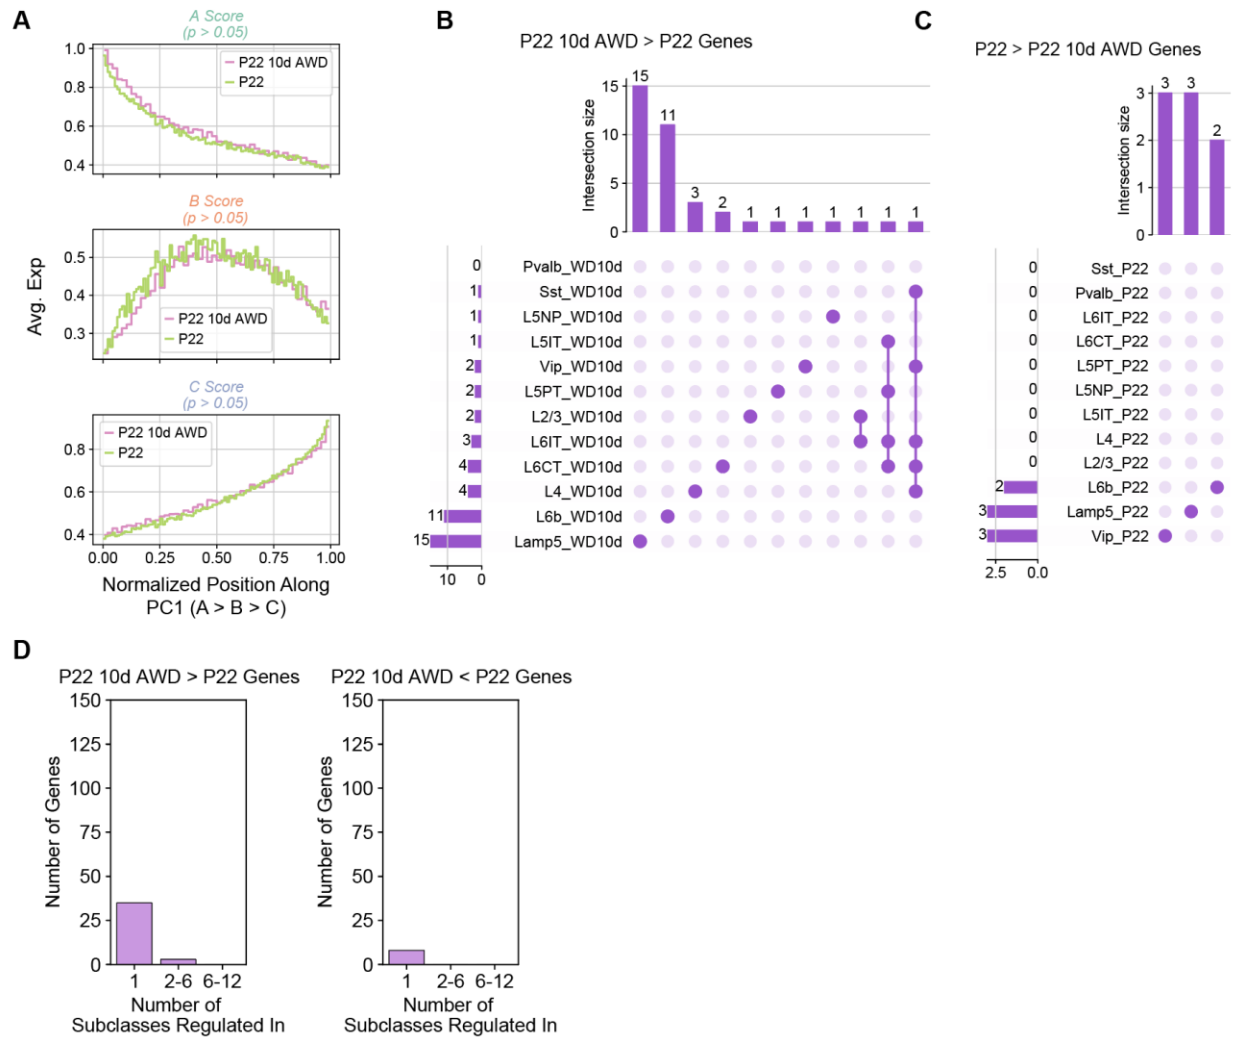 A
A Score
(p > 0.05)
1.0
0.8
0.6
0.4
P22 10d AWD
P22
B Score
(p > 0.05)
0.5
0.4
0.3
P22 10d AWD
P22
Avg. Exp
C Score
(p > 0.05)
0.8
0.6
0.4
P22 10d AWD
P22
0.00 0.25 0.50 0.75 1.00
Normalized Position Along
PC1 (A > B > C)
B
P22 10d AWD > P22 Genes
Intersection size
15
10
5
0
15 11 3 2 1 1 1 1 1 1 1
0 Pvalb_WD10d
1 Sst_WD10d
1 L5NP_WD10d
1 L5IT_WD10d
2 Vip_WD10d
2 L5PT_WD10d
2 L2/3_WD10d
3 L6IT_WD10d
4 L6CT_WD10d
4 L4_WD10d
11 L6b_WD10d
15 Lamp5_WD10d
10 0
C
P22 > P22 10d AWD Genes
Intersection size
3
2
1
0
3 3 2
0 Sst_P22
0 Pvalb_P22
0 L6IT_P22
0 L6CT_P22
0 L5PT_P22
0 L5NP_P22
0 L5IT_P22
0 L4_P22
0 L2/3_P22
2 L6b_P22
3 Lamp5_P22
3 Vip_P22
2.5 0.0
D
P22 10d AWD > P22 Genes
Number of Genes
150
125
100
75
50
25
0
1 2-6 6-12
Number of
Subclasses Regulated In
P22 10d AWD < P22 Genes
Number of Genes
150
125
100
75
50
25
0
1 2-6 6-12
Number of
Subclasses Regulated In